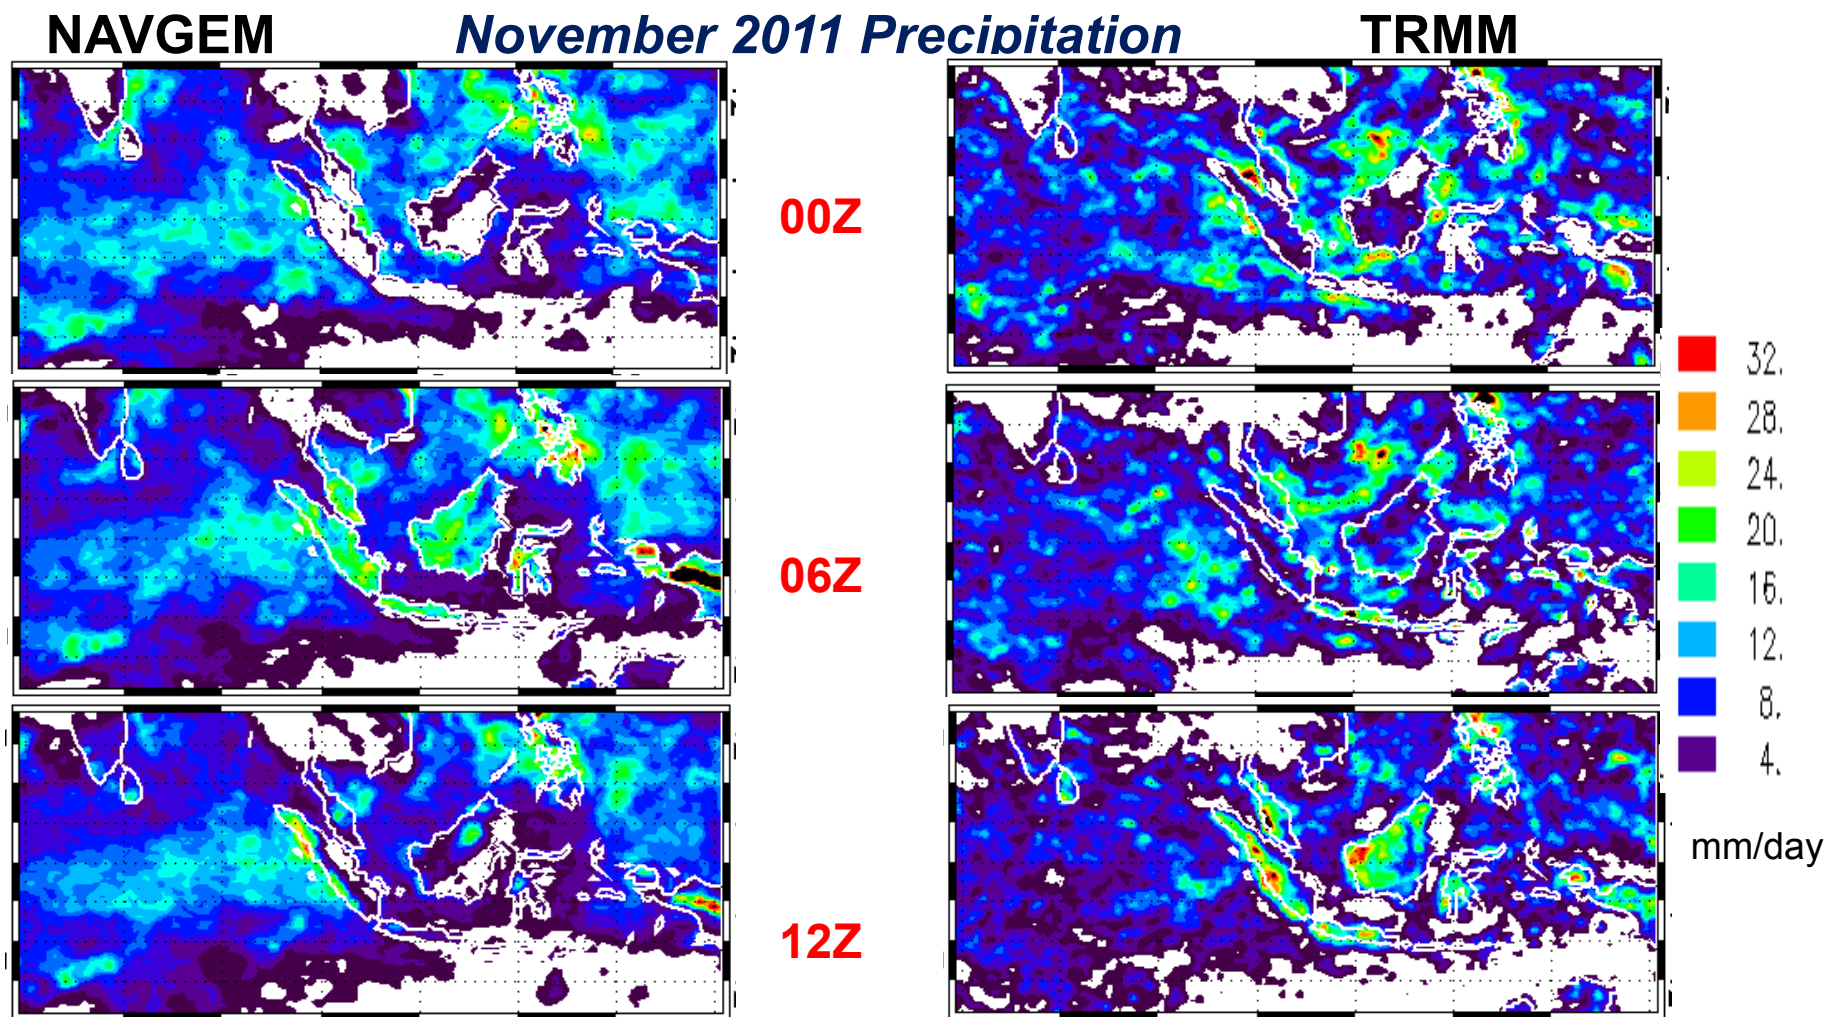 NAVGEM November 2011 Precipitation TRMM
00Z
06Z
12Z
32.
28.
24.
20.
16.
12.
8.
4.
mm/day